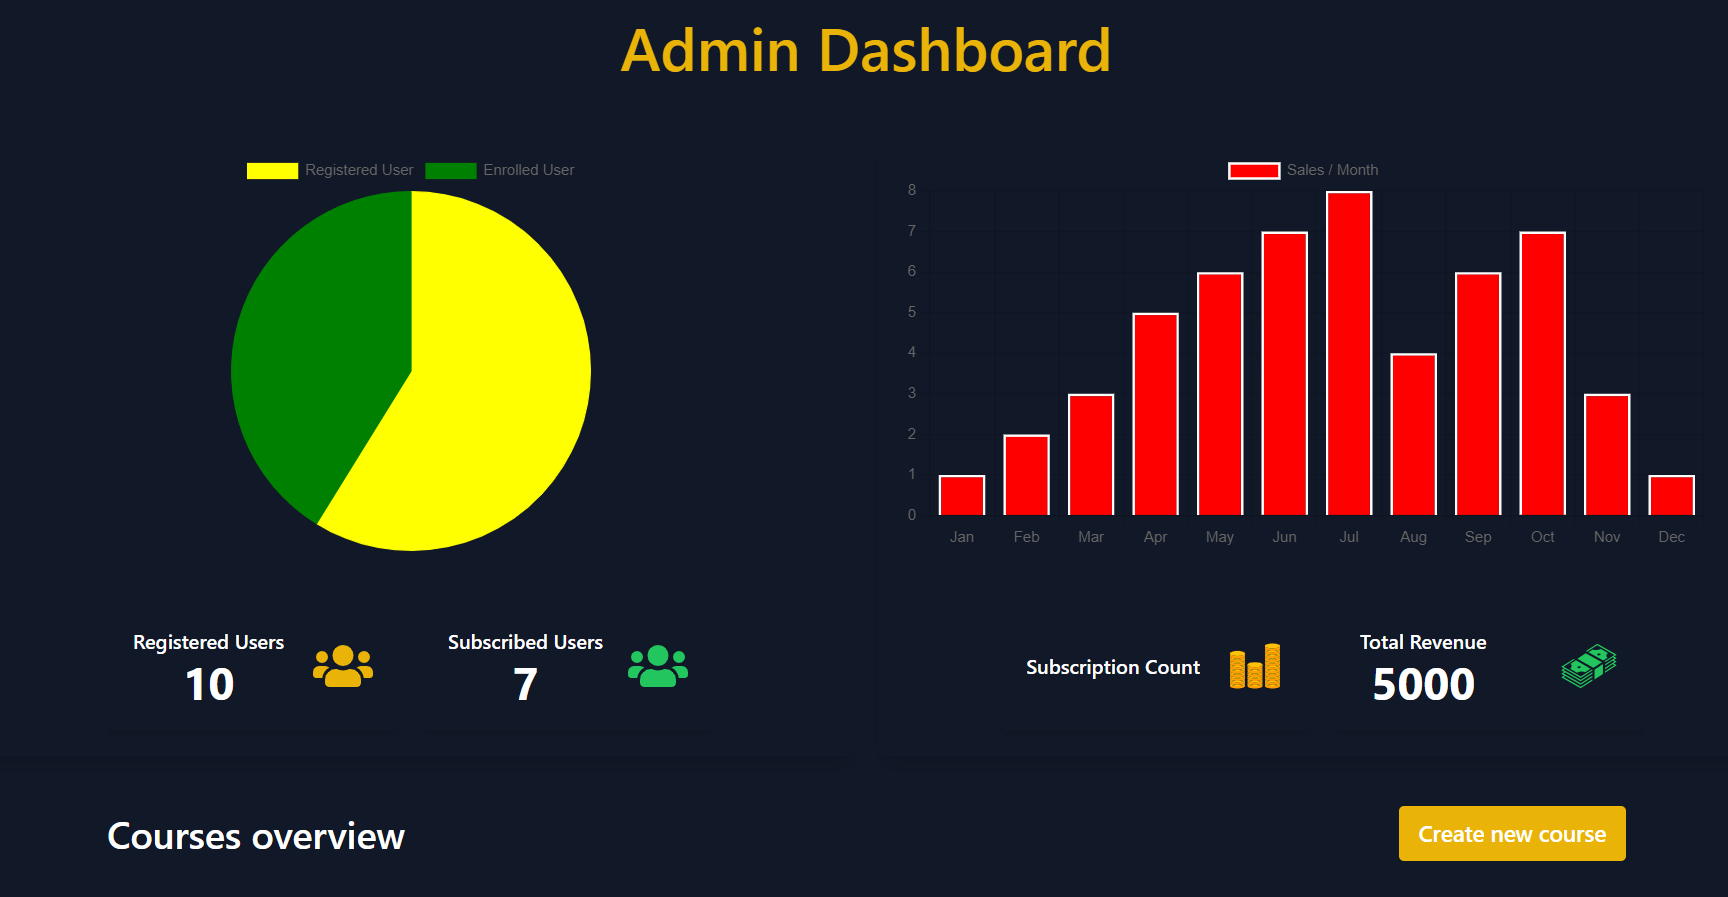 Admin Dashboard
Registered User Enrolled User
Sales / Month
8
7
6
5
4
3
2
1
0
Jan Feb Mar Apr May Jun Jul Aug Sep Oct Nov Dec
Registered Users
10
Subscribed Users
7
Subscription Count
Total Revenue
5000
Courses overview
Create new course